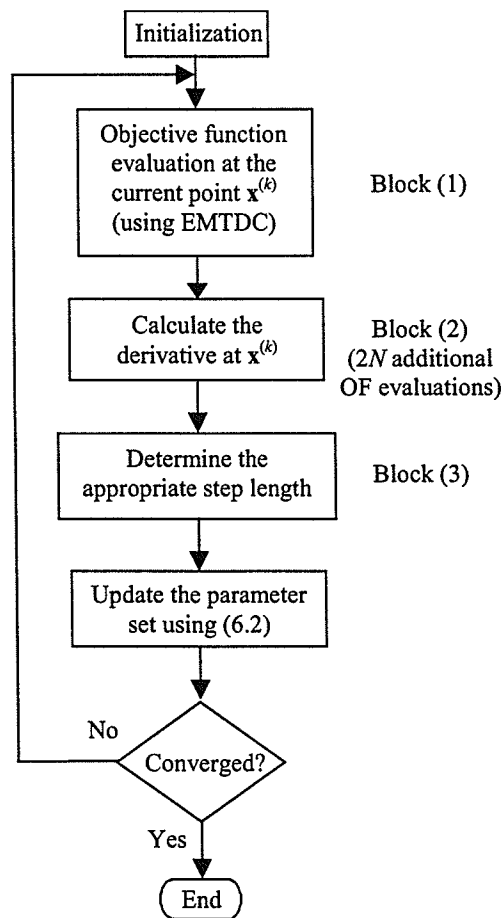 Initialization
Objective function
evaluation at the
current point x^(k)
(using EMTDC)
Block (1)
Calculate the
derivative at x^(k)
Block (2)
(2N additional
OF evaluations)
Determine the
appropriate step length
Block (3)
Update the parameter
set using (6.2)
No
Converged?
Yes
End